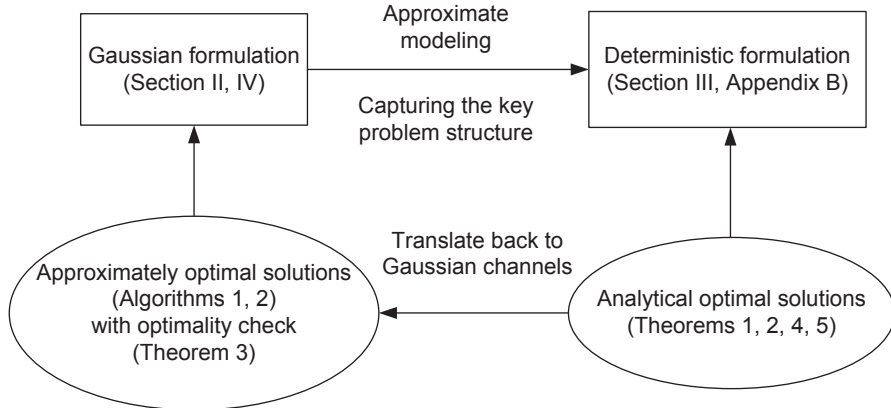 Approximate
modeling
Gaussian formulation
(Section II, IV)
Deterministic formulation
(Section III, Appendix B)
Capturing the key
problem structure
Translate back to
Gaussian channels
Approximately optimal solutions
(Algorithms 1, 2)
with optimality check
(Theorem 3)
Analytical optimal solutions
(Theorems 1, 2, 4, 5)